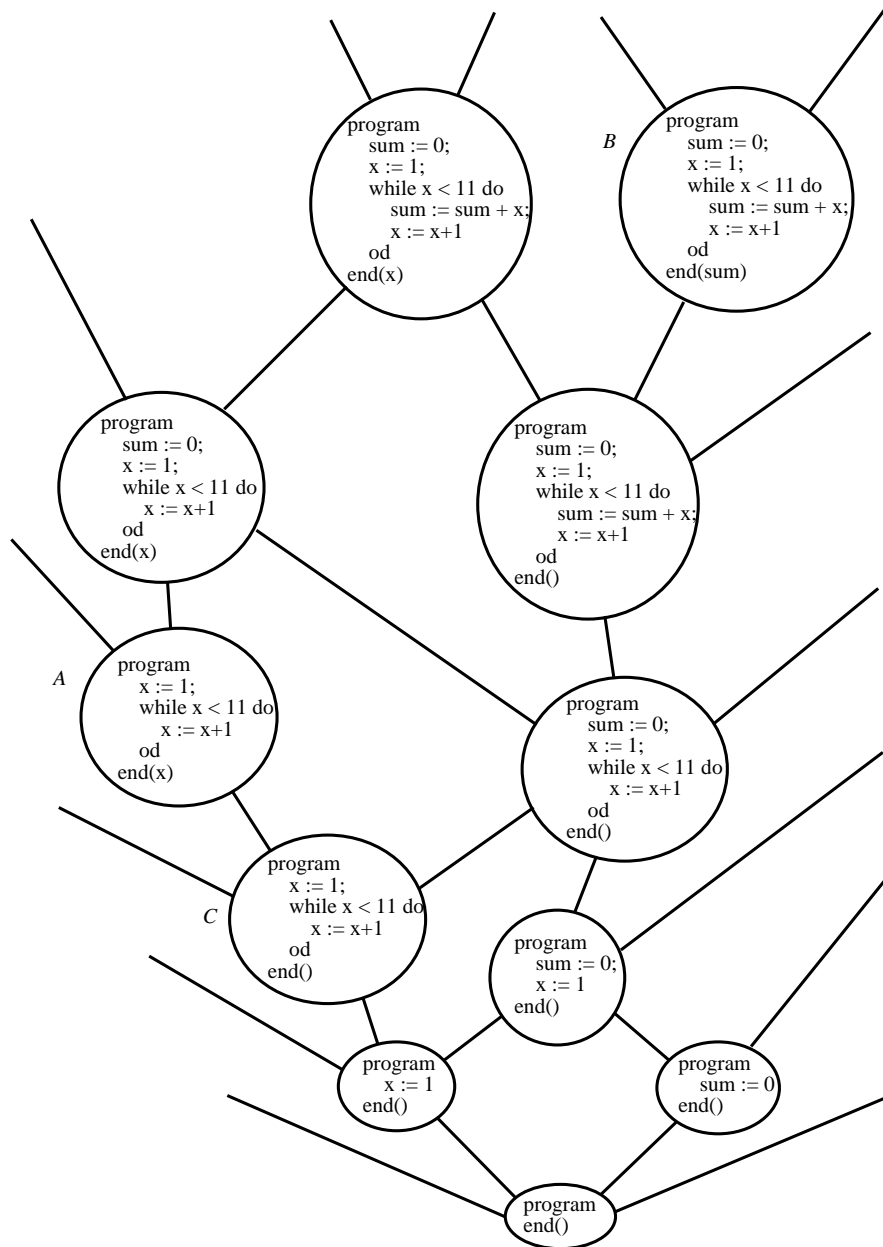 program
sum := 0;
x := 1;
while x < 11 do
sum := sum + x;
x := x+1
od
end(x)
B
program
sum := 0;
x := 1;
while x < 11 do
sum := sum + x;
x := x+1
od
end(sum)
program
sum := 0;
x := 1;
while x < 11 do
x := x+1
od
end(x)
program
sum := 0;
x := 1;
while x < 11 do
sum := sum + x;
x := x+1
od
end()
A
program
x := 1;
while x < 11 do
x := x+1
od
end(x)
program
sum := 0;
x := 1;
while x < 11 do
x := x+1
od
end()
C
program
x := 1;
while x < 11 do
x := x+1
od
end()
program
sum := 0;
x := 1
end()
program
x := 1
end()
program
sum := 0
end()
program
end()